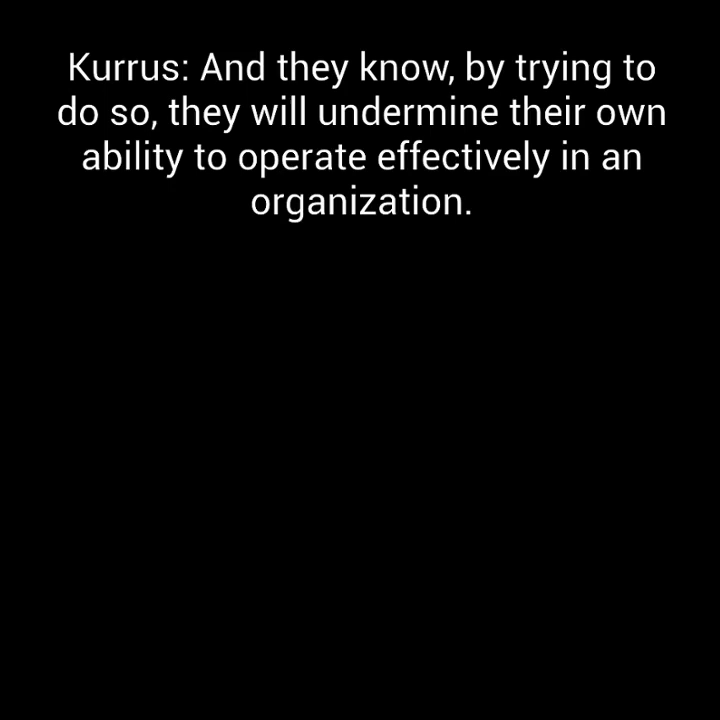 Kurrus: And they know, by trying to
do so, they will undermine their own
ability to operate effectively in an
organization.